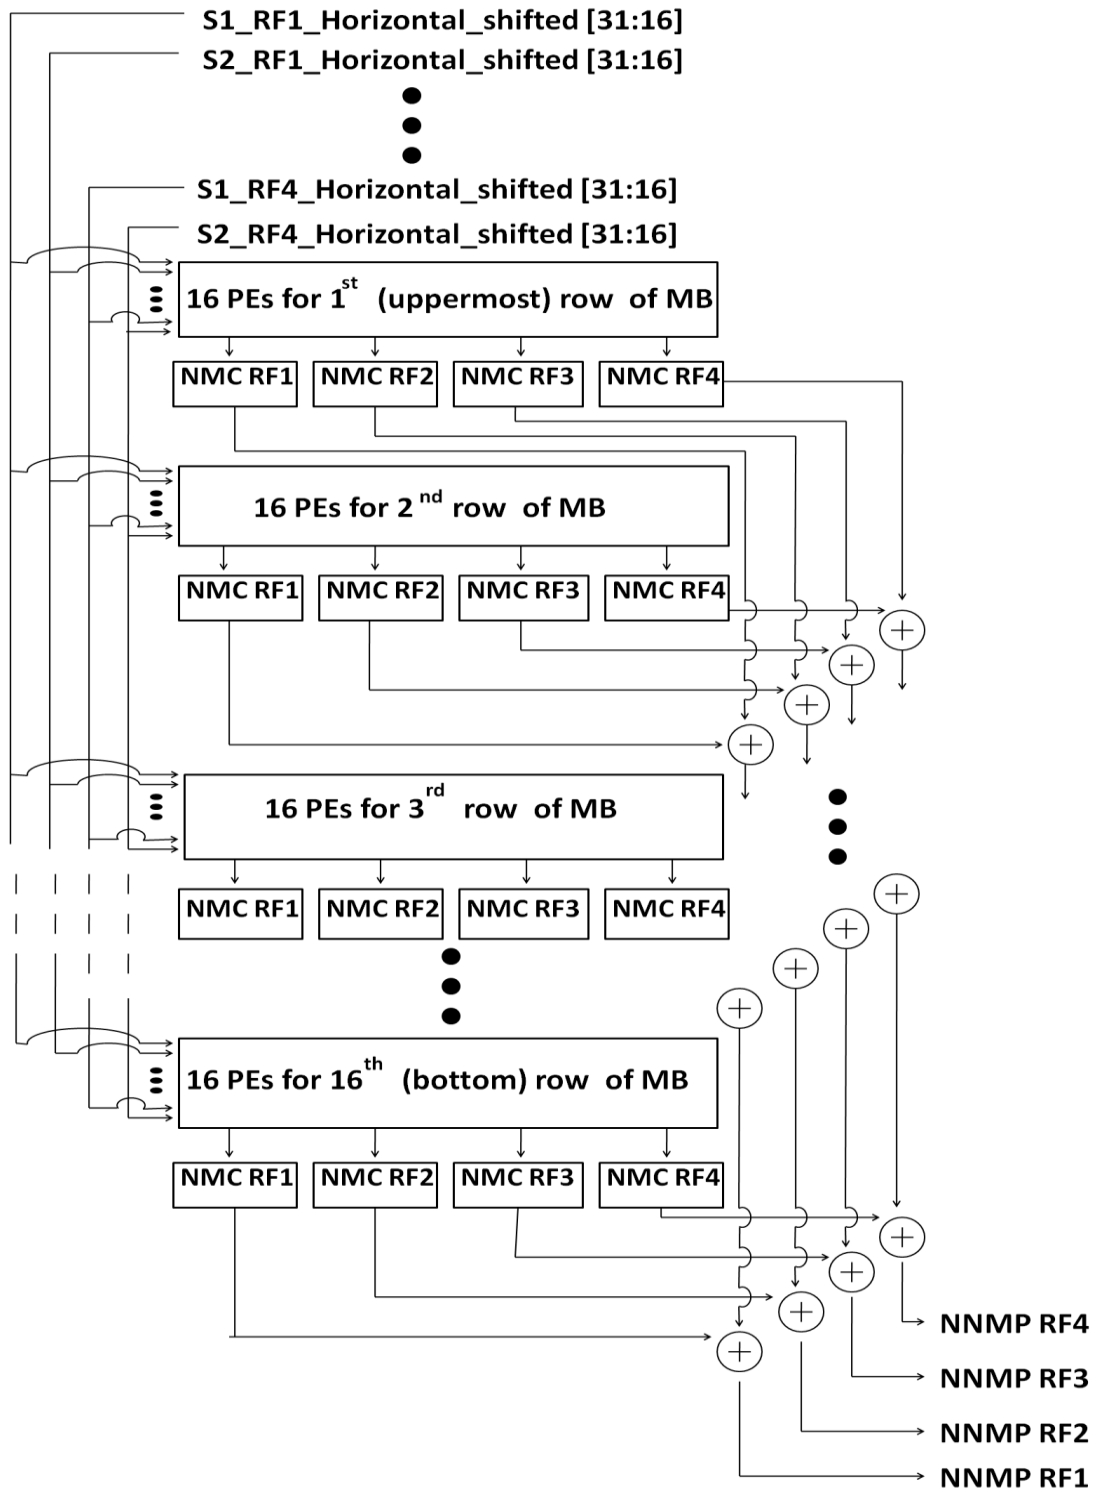 S1_RF1_Horizontal_shifted [31:16]
S2_RF1_Horizontal_shifted [31:16]
S1_RF4_Horizontal_shifted [31:16]
S2_RF4_Horizontal_shifted [31:16]
16 PEs for 1st (uppermost) row of MB
NMC RF1 NMC RF2 NMC RF3 NMC RF4
16 PEs for 2nd row of MB
NMC RF1 NMC RF2 NMC RF3 NMC RF4
16 PEs for 3rd row of MB
NMC RF1 NMC RF2 NMC RF3 NMC RF4
16 PEs for 16th (bottom) row of MB
NMC RF1 NMC RF2 NMC RF3 NMC RF4
NNMP RF4
NNMP RF3
NNMP RF2
NNMP RF1